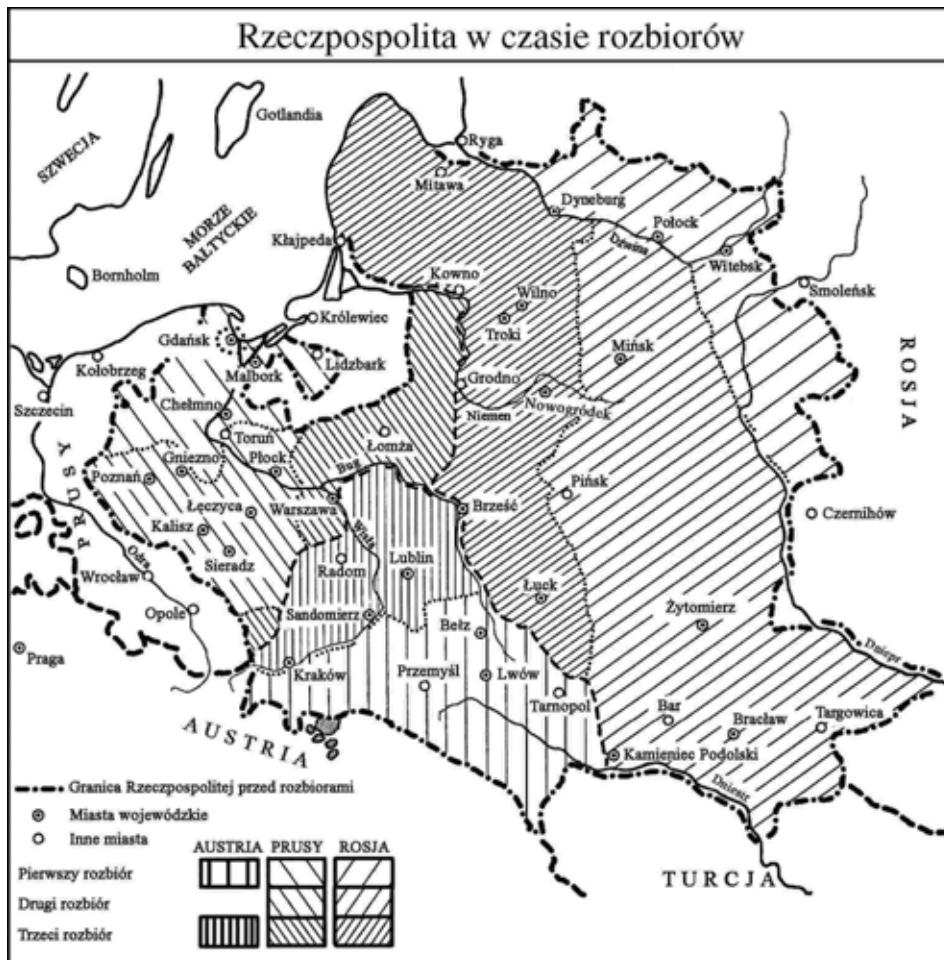 Rzeczpospolita w czasie rozbiorów
Gotlandia
SZWECJA
MORZE
BAŁTYCKIE
Bornholm
Ryga
Mitawa
Dyneburg
Połock
Dźwina
Witebsk
Smoleńsk
Kłajpeda
Kowno
Wilno
Troki
Mińsk
Królewiec
Gdańsk
Malbork
Lidzbark
Kołobrzeg
Szczecin
Chełmno
Toruń
Grodno
Niemen
Nowogródek
ROSJA
PRUSY
Poznań
Gniezno
Płock
Łomża
Bug
Warszawa
Brześć
Pińsk
Czernihów
Łęczyca
Kalisz
Sieradz
Wisła
Radom
Lublin
Odra
Wrocław
Opole
Sandomierz
Łuck
Żytomierz
Bełz
Praga
Kraków
Przemyśl
Lwów
Tarnopol
Dniepr
Bar
Bracław
Targowica
Kamieniec Podolski
Dniestr
AUSTRIA
TURCJA
Granica Rzeczpospolitej przed rozbiorami
Miasta wojewódzkie
Inne miasta
AUSTRIA PRUSY ROSJA
Pierwszy rozbiór
Drugi rozbiór
Trzeci rozbiór